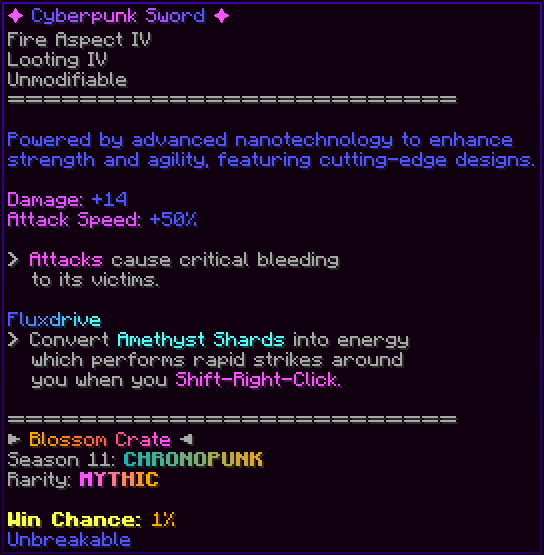 ✦ Cyberpunk Sword ✦
Fire Aspect IV
Looting IV
Unmodifiable
==============================
Powered by advanced nanotechnology to enhance
strength and agility, featuring cutting-edge designs.
Damage: +14
Attack Speed: +50%
> Attacks cause critical bleeding
to its victims.
Fluxdrive
> Convert Amethyst Shards into energy
which performs rapid strikes around
you when you Shift-Right-Click.
==============================
► Blossom Crate ◄
Season 11: CHRONOPUNK
Rarity: MYTHIC
Win Chance: 1%
Unbreakable